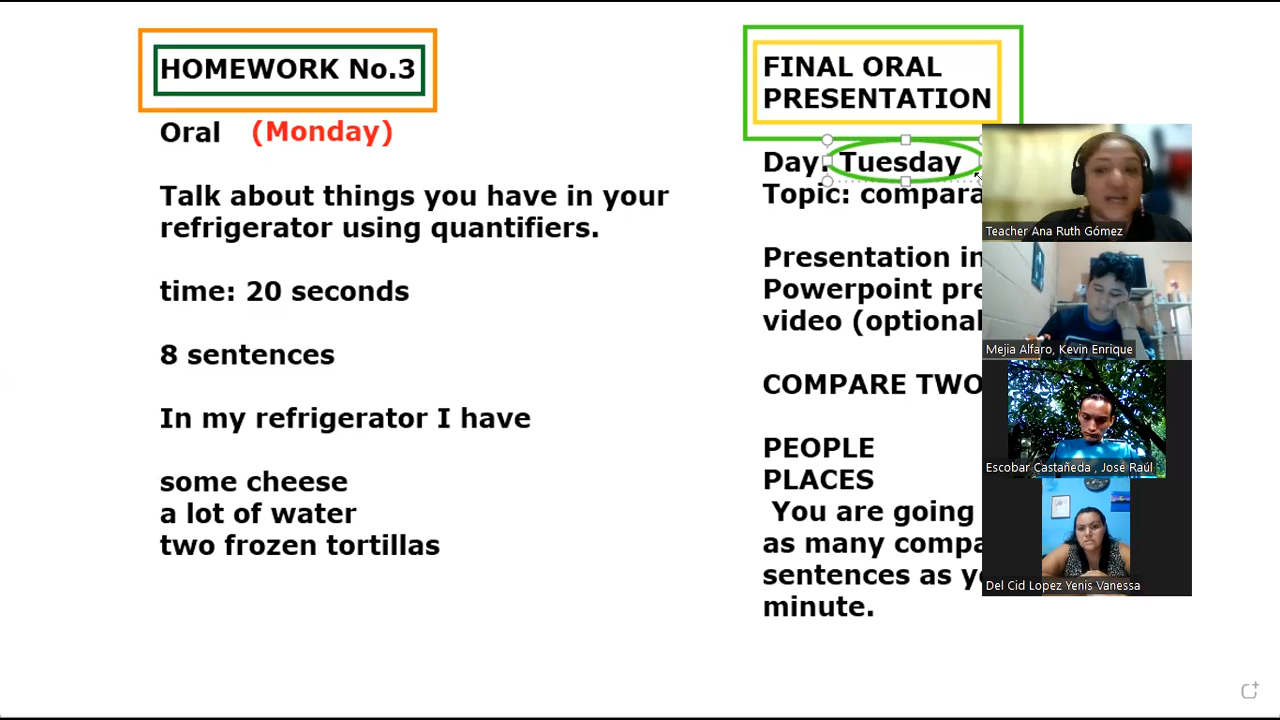 HOMEWORK No.3
Oral (Monday)
Talk about things you have in your
refrigerator using quantifiers.
time: 20 seconds
8 sentences
In my refrigerator I have
some cheese
a lot of water
two frozen tortillas
FINAL ORAL
PRESENTATION
Day: Tuesday
Topic:
Presentation in
Powerpoint
video (optional
COMPARE TWO
PEOPLE
PLACES
You are going
as many
sentences as
minute.
Teacher Ana Ruth Gómez
Mejia Alfaro, Kevin Enrique
Escobar Castañeda , José Raúl
Del Cid Lopez Yenis Vanessa